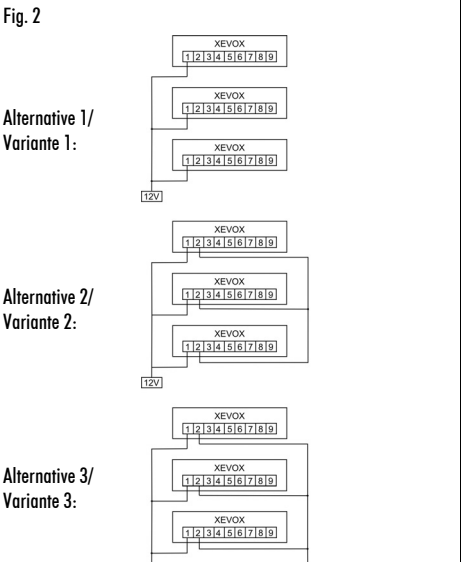 Fig. 2
XEVOX
1 2 3 4 5 6 7 8 9
Alternative 1/
Variante 1:
XEVOX
1 2 3 4 5 6 7 8 9
XEVOX
1 2 3 4 5 6 7 8 9
12V
XEVOX
1 2 3 4 5 6 7 8 9
Alternative 2/
Variante 2:
XEVOX
1 2 3 4 5 6 7 8 9
XEVOX
1 2 3 4 5 6 7 8 9
12V
XEVOX
1 2 3 4 5 6 7 8 9
Alternative 3/
Variante 3:
XEVOX
1 2 3 4 5 6 7 8 9
XEVOX
1 2 3 4 5 6 7 8 9